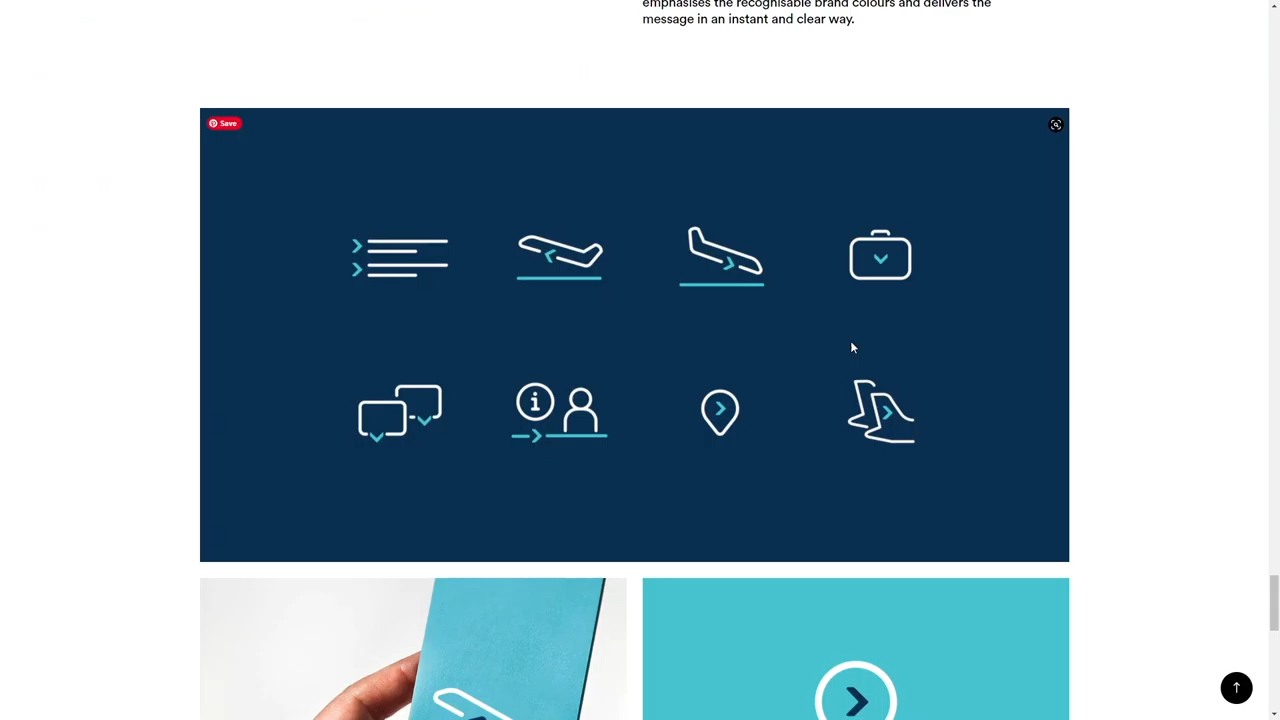 emphasises the recognisable brand colours and delivers the
message in an instant and clear way.
Save
i